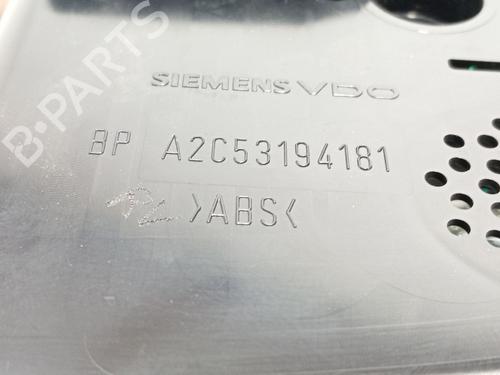 B-PARTS
SIEMENS VDO
BP A2C53194181
>ABS<